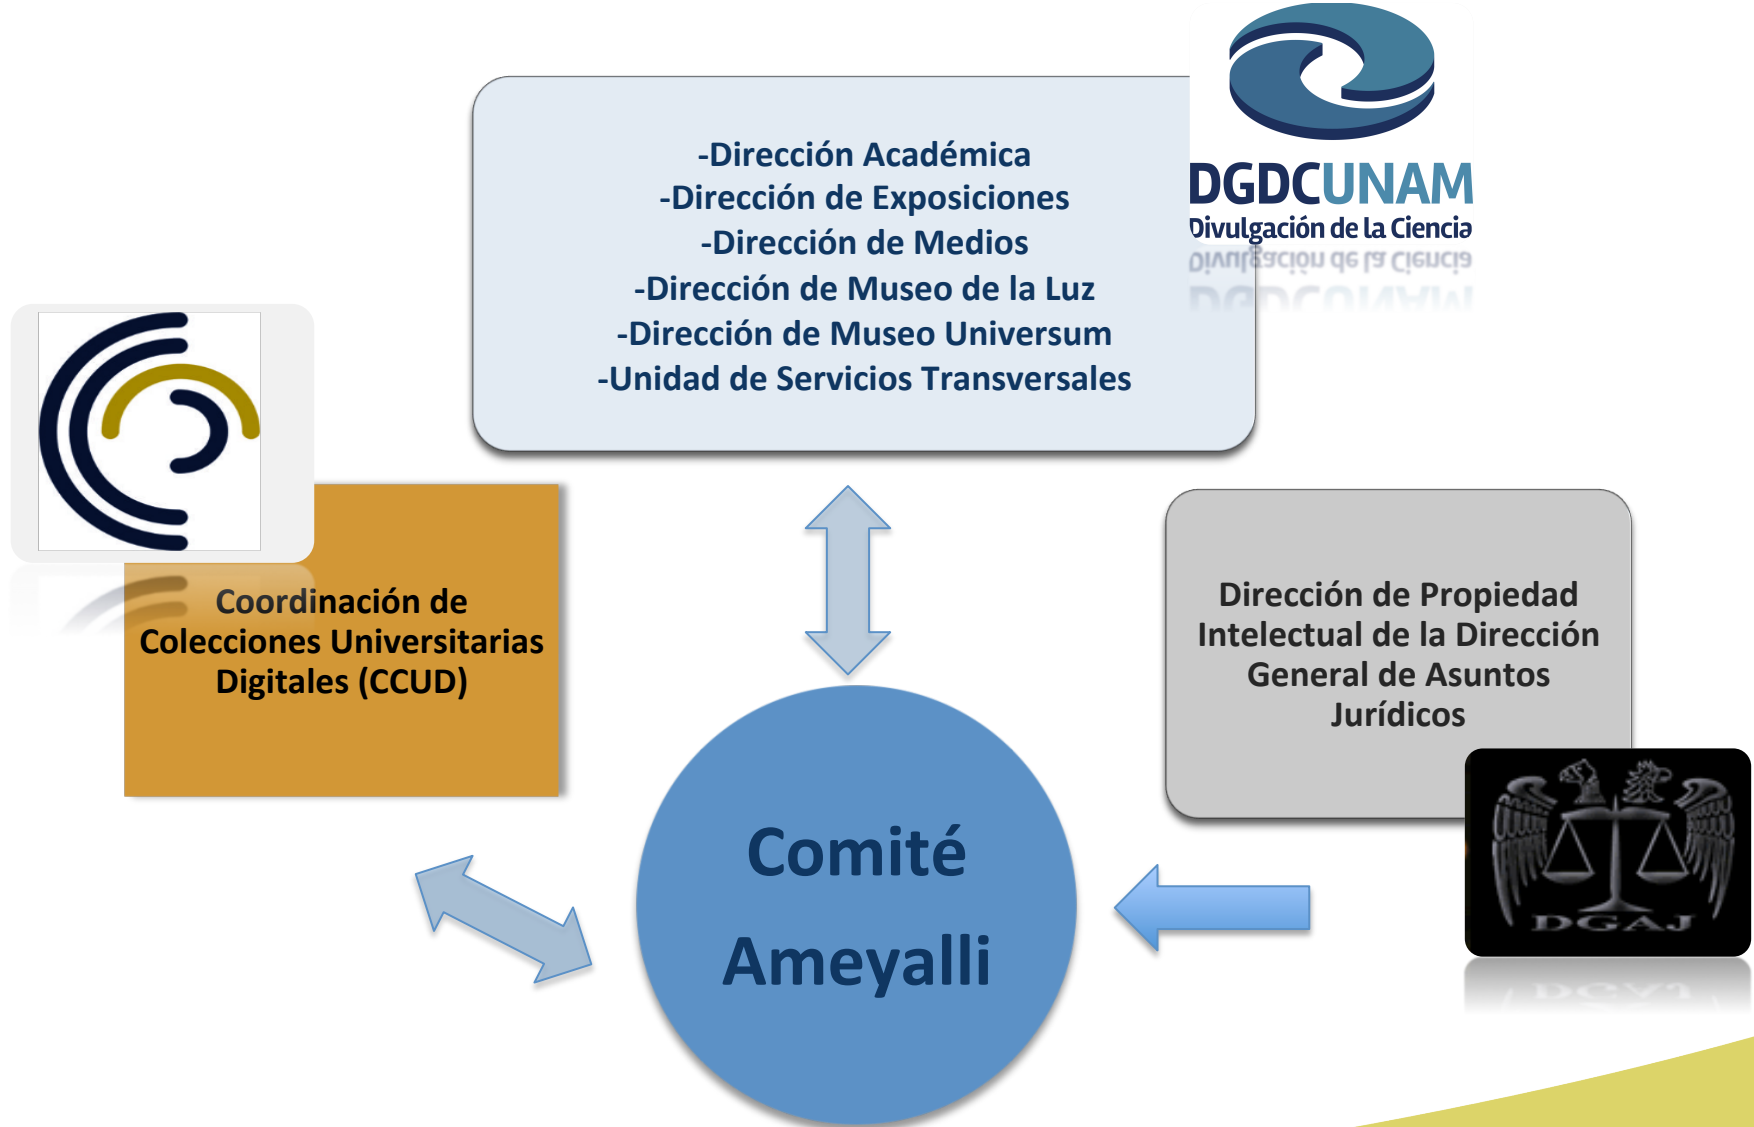 DGDCUNAM
Divulgación de la Ciencia
-Dirección Académica
-Dirección de Exposiciones
-Dirección de Medios
-Dirección de Museo de la Luz
-Dirección de Museo Universum
-Unidad de Servicios Transversales
Coordinación de
Colecciones Universitarias
Digitales (CCUD)
Dirección de Propiedad
Intelectual de la Dirección
General de Asuntos
Jurídicos
DGAJ
Comité
Ameyalli